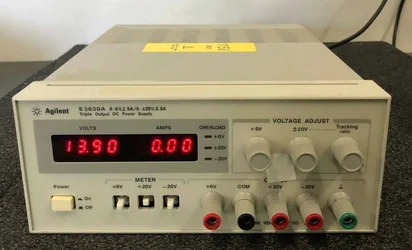 Agilent E3630A 0-6V, 2.5A/0-±20V, 0.5A
Triple Output DC Power Supply
VOLTS AMPS OVERLOAD
13.90 0.00
+6V
+20V
-20V
VOLTAGE ADJUST
+6V ±20V Tracking
ratio
Power
On
Off
METER
+6V +20V -20V
+6V COM +20V -20V